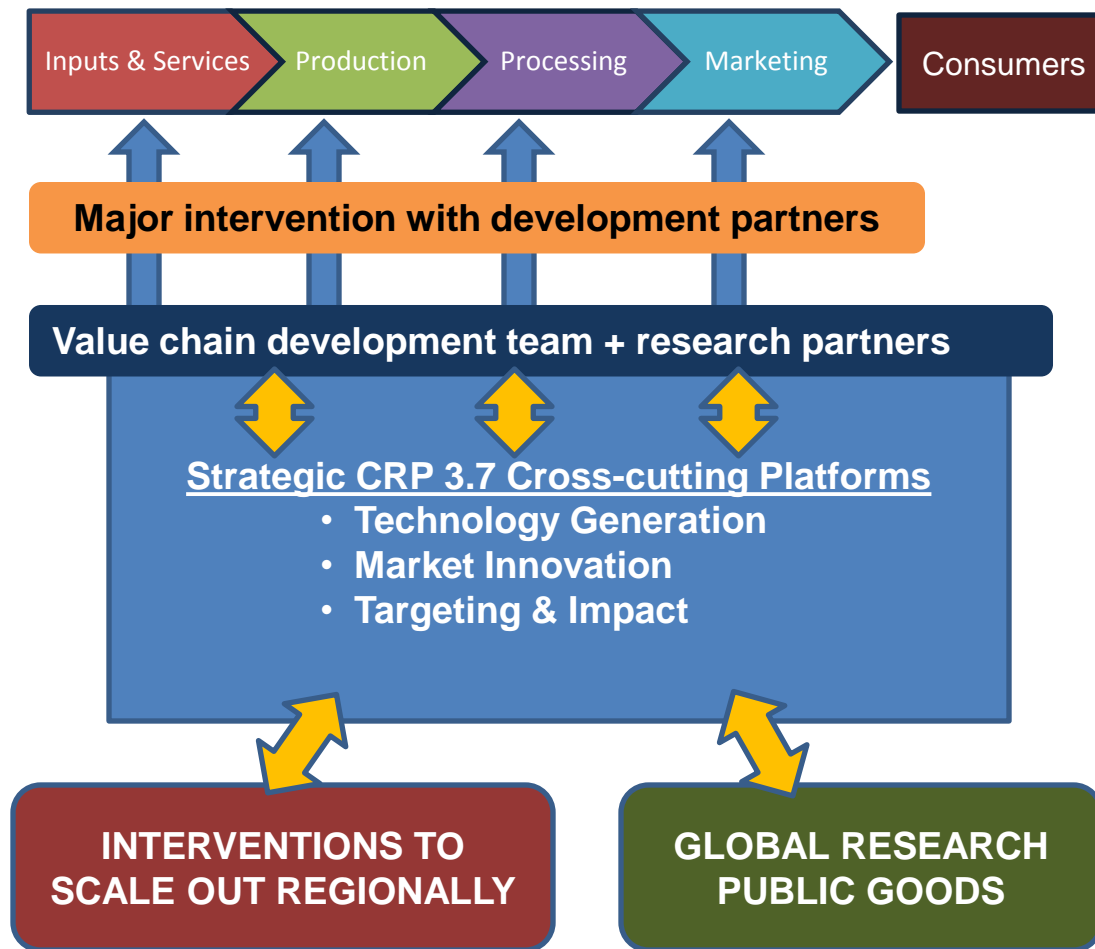 Inputs & Services
Production
Processing
Marketing
Consumers
Major intervention with development partners
Value chain development team + research partners
Strategic CRP 3.7 Cross-cutting Platforms
• Technology Generation
• Market Innovation
• Targeting & Impact
INTERVENTIONS TO
SCALE OUT REGIONALLY
GLOBAL RESEARCH
PUBLIC GOODS